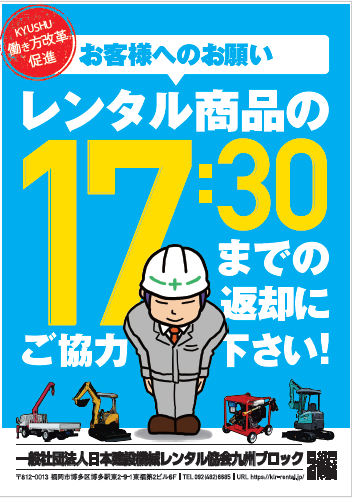 KYUSHU
働き方改革
促進
お客様へのお願い
レンタル商品の
17:30
までの
返却に
ご協力 下さい!
一般社団法人日本建設機械レンタル協会九州ブロック
〒812-0013 福岡市博多区博多駅東2-9-1東福第2ビル6F TEL 092(482)6885 URL https://klr-rental.jp/